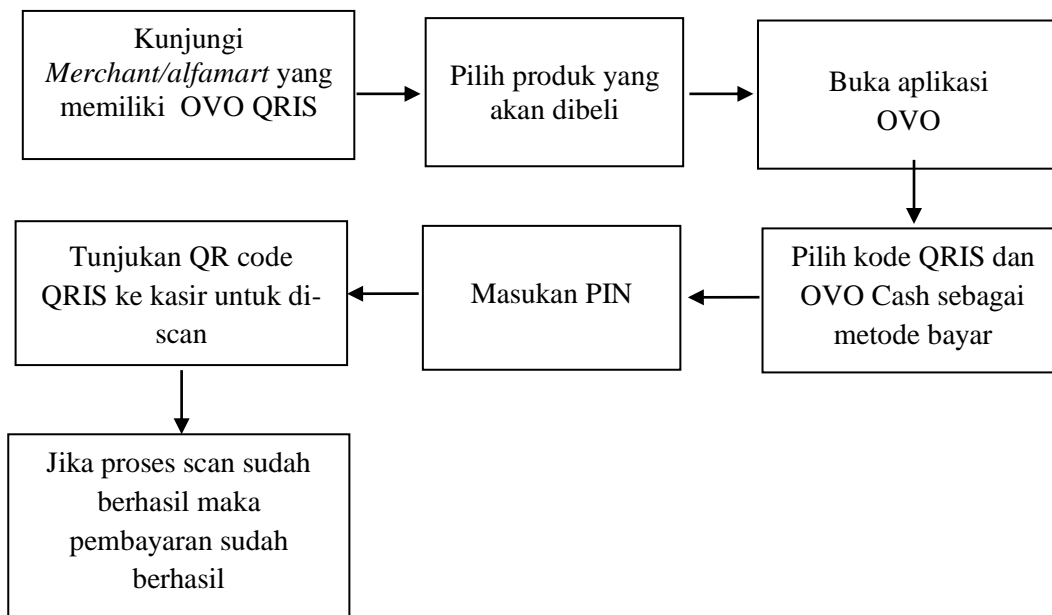 Kunjungi
Merchant/alfamart yang
memiliki OVO QRIS
Pilih produk yang
akan dibeli
Buka aplikasi
OVO
Pilih kode QRIS dan
OVO Cash sebagai
metode bayar
Masukan PIN
Tunjukan QR code
QRIS ke kasir untuk di-
scan
Jika proses scan sudah
berhasil maka
pembayaran sudah
berhasil